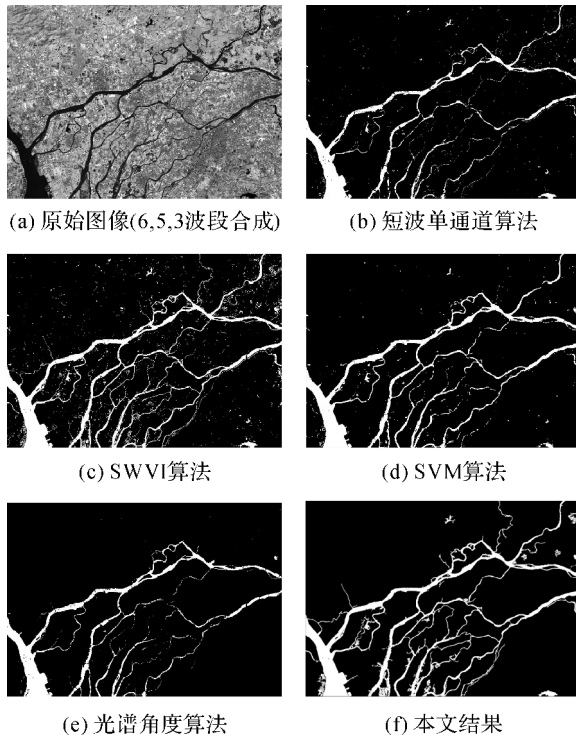 (a) 原始图像(6,5,3波段合成)
(b) 短波单通道算法
(c) SWVI算法
(d) SVM算法
(e) 光谱角度算法
(f) 本文结果